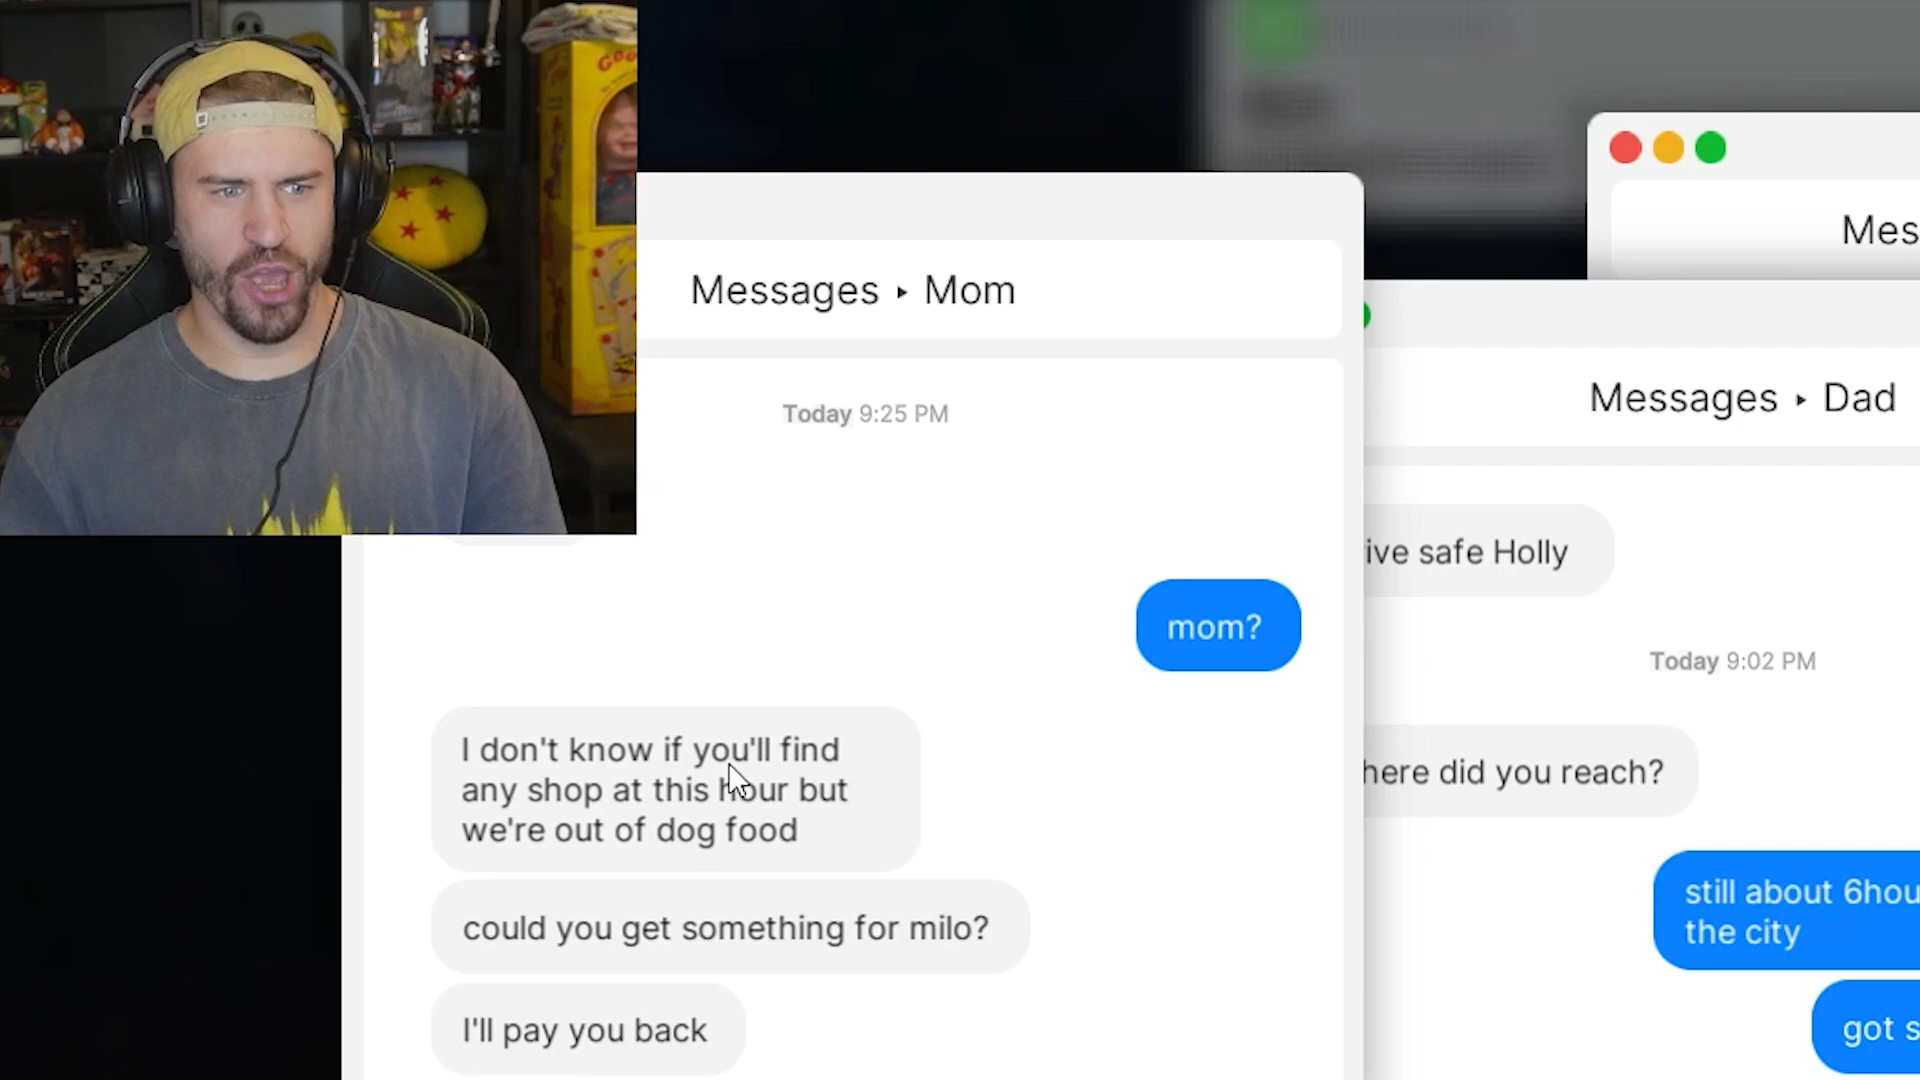 Messages ▸ Mom
Today 9:25 PM
mom?
I don't know if you'll find
any shop at this hour but
we're out of dog food
could you get something for milo?
I'll pay you back
Mes
Messages ▸ Dad
ive safe Holly
Today 9:02 PM
here did you reach?
still about 6hou
the city
got s